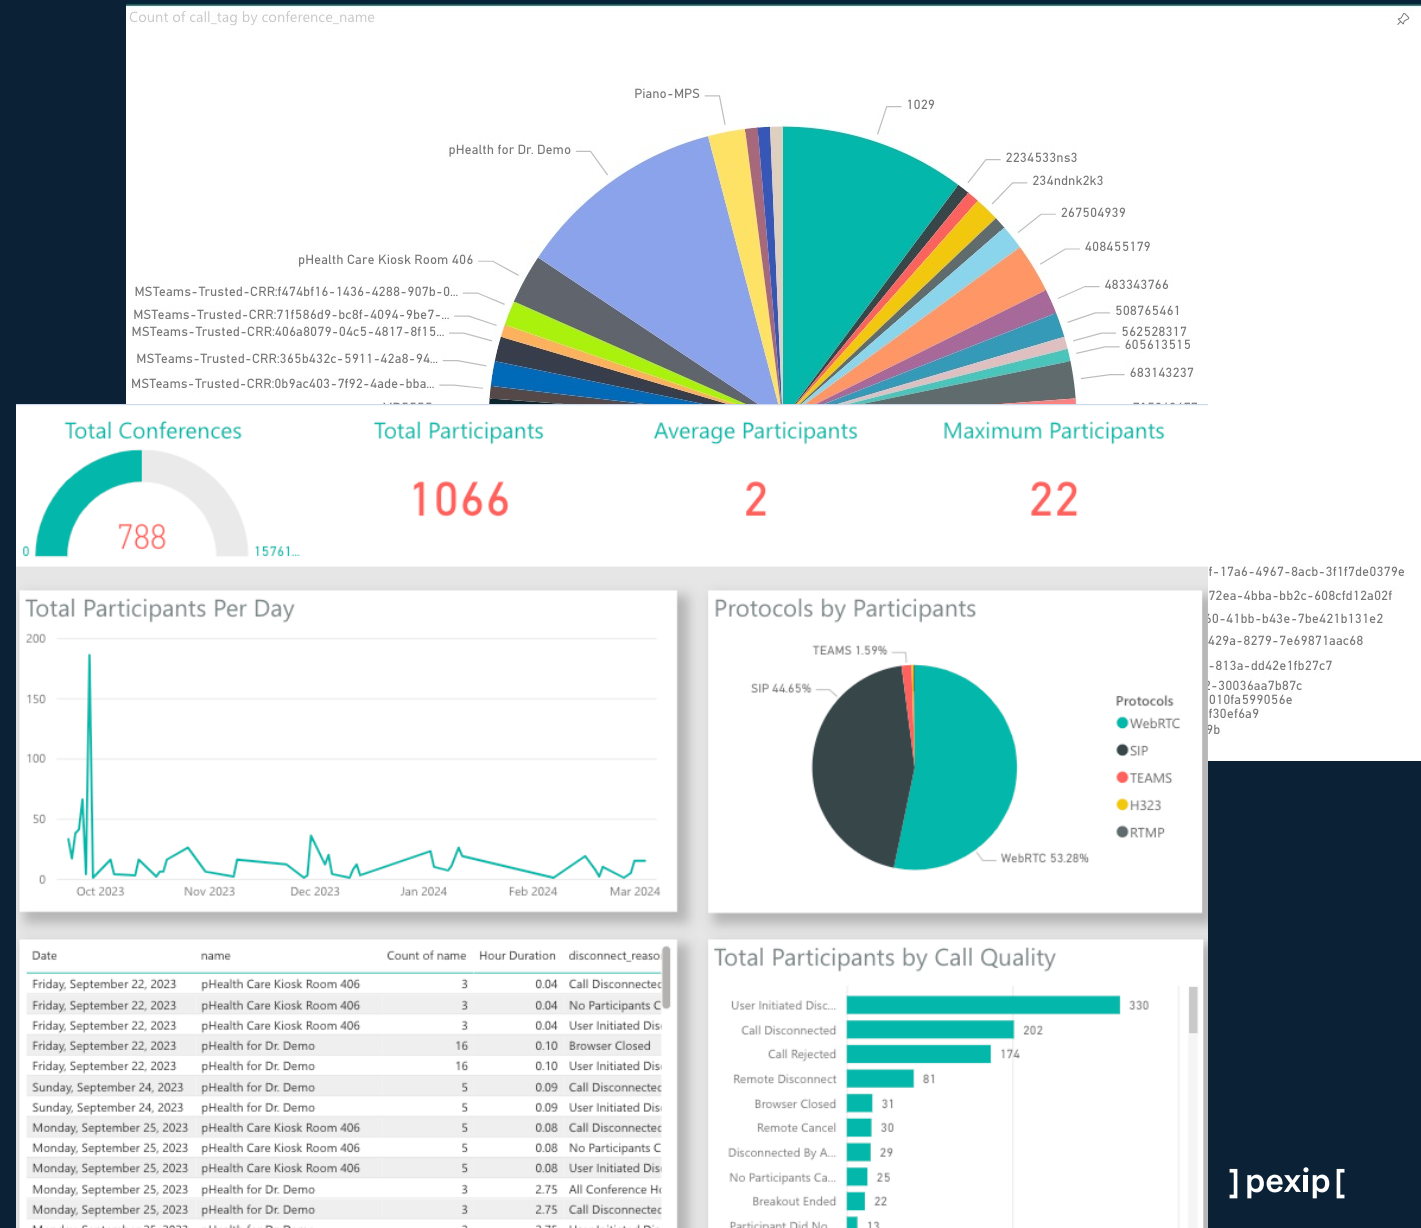 Count of call_tag by conference_name
Piano-MPS
1029
pHealth for Dr. Demo
2234533ns3
234ndnk2k3
267504939
408455179
pHealth Care Kiosk Room 406
483343766
MSTeams-Trusted-CRR:f474bf16-1436-4288-907b-0...
508765461
MSTeams-Trusted-CRR:71f586d9-bc8f-4094-9be7-...
562528317
MSTeams-Trusted-CRR:406a8079-04c5-4817-8f15...
605613515
MSTeams-Trusted-CRR:365b432c-5911-42a8-94...
683143237
MSTeams-Trusted-CRR:0b9ac403-7f92-4ade-bba...
Total Conferences
Total Participants
Average Participants
Maximum Participants
788
0
15761...
1066
2
22
f-17a6-4967-8acb-3f1f7de0379e
72ea-4bba-bb2c-608cfd12a02f
60-41bb-b43e-7be421b131e2
429a-8279-7e69871aac68
-813a-dd42e1fb27c7
2-30036aa7b87c
010fa599056e
f30ef6a9
9b
Total Participants Per Day
200
150
100
50
0
Oct 2023 Nov 2023 Dec 2023 Jan 2024 Feb 2024 Mar 2024
Protocols by Participants
TEAMS 1.59%
SIP 44.65%
WebRTC 53.28%
Protocols
WebRTC
SIP
TEAMS
H323
RTMP
Date name Count of name Hour Duration disconnect_reaso
Friday, September 22, 2023 pHealth Care Kiosk Room 406 3 0.04 Call Disconnected
Friday, September 22, 2023 pHealth Care Kiosk Room 406 3 0.04 No Participants C
Friday, September 22, 2023 pHealth Care Kiosk Room 406 3 0.04 User Initiated Dis
Friday, September 22, 2023 pHealth for Dr. Demo 16 0.10 Browser Closed
Friday, September 22, 2023 pHealth for Dr. Demo 16 0.10 User Initiated Dis
Sunday, September 24, 2023 pHealth for Dr. Demo 5 0.09 Call Disconnected
Sunday, September 24, 2023 pHealth for Dr. Demo 5 0.09 User Initiated Dis
Monday, September 25, 2023 pHealth Care Kiosk Room 406 5 0.08 Call Disconnected
Monday, September 25, 2023 pHealth Care Kiosk Room 406 5 0.08 No Participants C
Monday, September 25, 2023 pHealth Care Kiosk Room 406 5 0.08 User Initiated Dis
Monday, September 25, 2023 pHealth for Dr. Demo 3 2.75 All Conference Ho
Monday, September 25, 2023 pHealth for Dr. Demo 3 2.75 Call Disconnected
Total Participants by Call Quality
User Initiated Disc... 330
Call Disconnected 202
Call Rejected 174
Remote Disconnect 81
Browser Closed 31
Remote Cancel 30
Disconnected By A... 29
No Participants Ca... 25
Breakout Ended 22
Participant Did No... 13
]pexip[